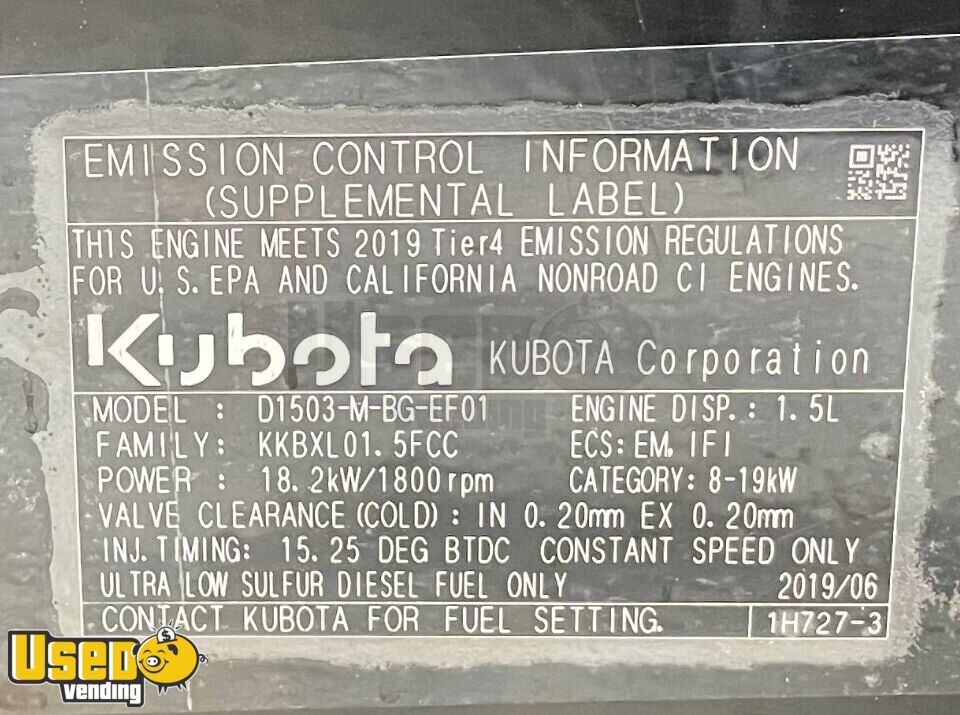 EMISSION CONTROL INFORMATION
(SUPPLEMENTAL LABEL)
THIS ENGINE MEETS 2019 Tier4 EMISSION REGULATIONS
FOR U.S.EPA AND CALIFORNIA NONROAD CI ENGINES.
Kubota KUBOTA Corporation
MODEL : D1503-M-BG-EF01 ENGINE DISP.: 1.5L
FAMILY: KKBXL01.5FCC ECS: EM, IFI
POWER : 18.2kW/1800rpm CATEGORY: 8-19kW
VALVE CLEARANCE (COLD) : IN 0.20mm EX 0.20mm
INJ.TIMING: 15.25 DEG BTDC CONSTANT SPEED ONLY
ULTRA LOW SULFUR DIESEL FUEL ONLY 2019/06
CONTACT KUBOTA FOR FUEL SETTING. 1H727-3
Used
vending